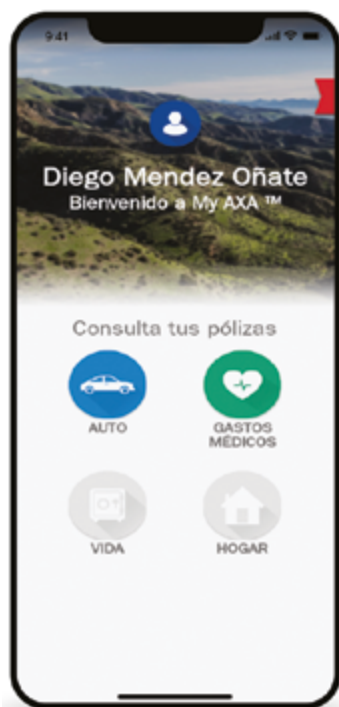 9:41
Diego Mendez Oñate
Bienvenido a My AXA ™
Consulta tus pólizas
AUTO
GASTOS
MÉDICOS
VIDA
HOGAR